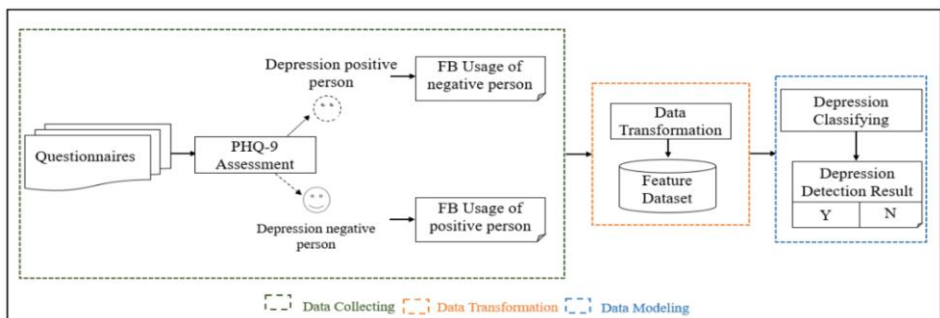 Questionnaires
PHQ-9
Assessment
Depression positive
person
FB Usage of
negative person
Depression negative
person
FB Usage of
positive person
Data
Transformation
Feature
Dataset
Depression
Classifying
Depression
Detection Result
Y N
Data Collecting Data Transformation Data Modeling